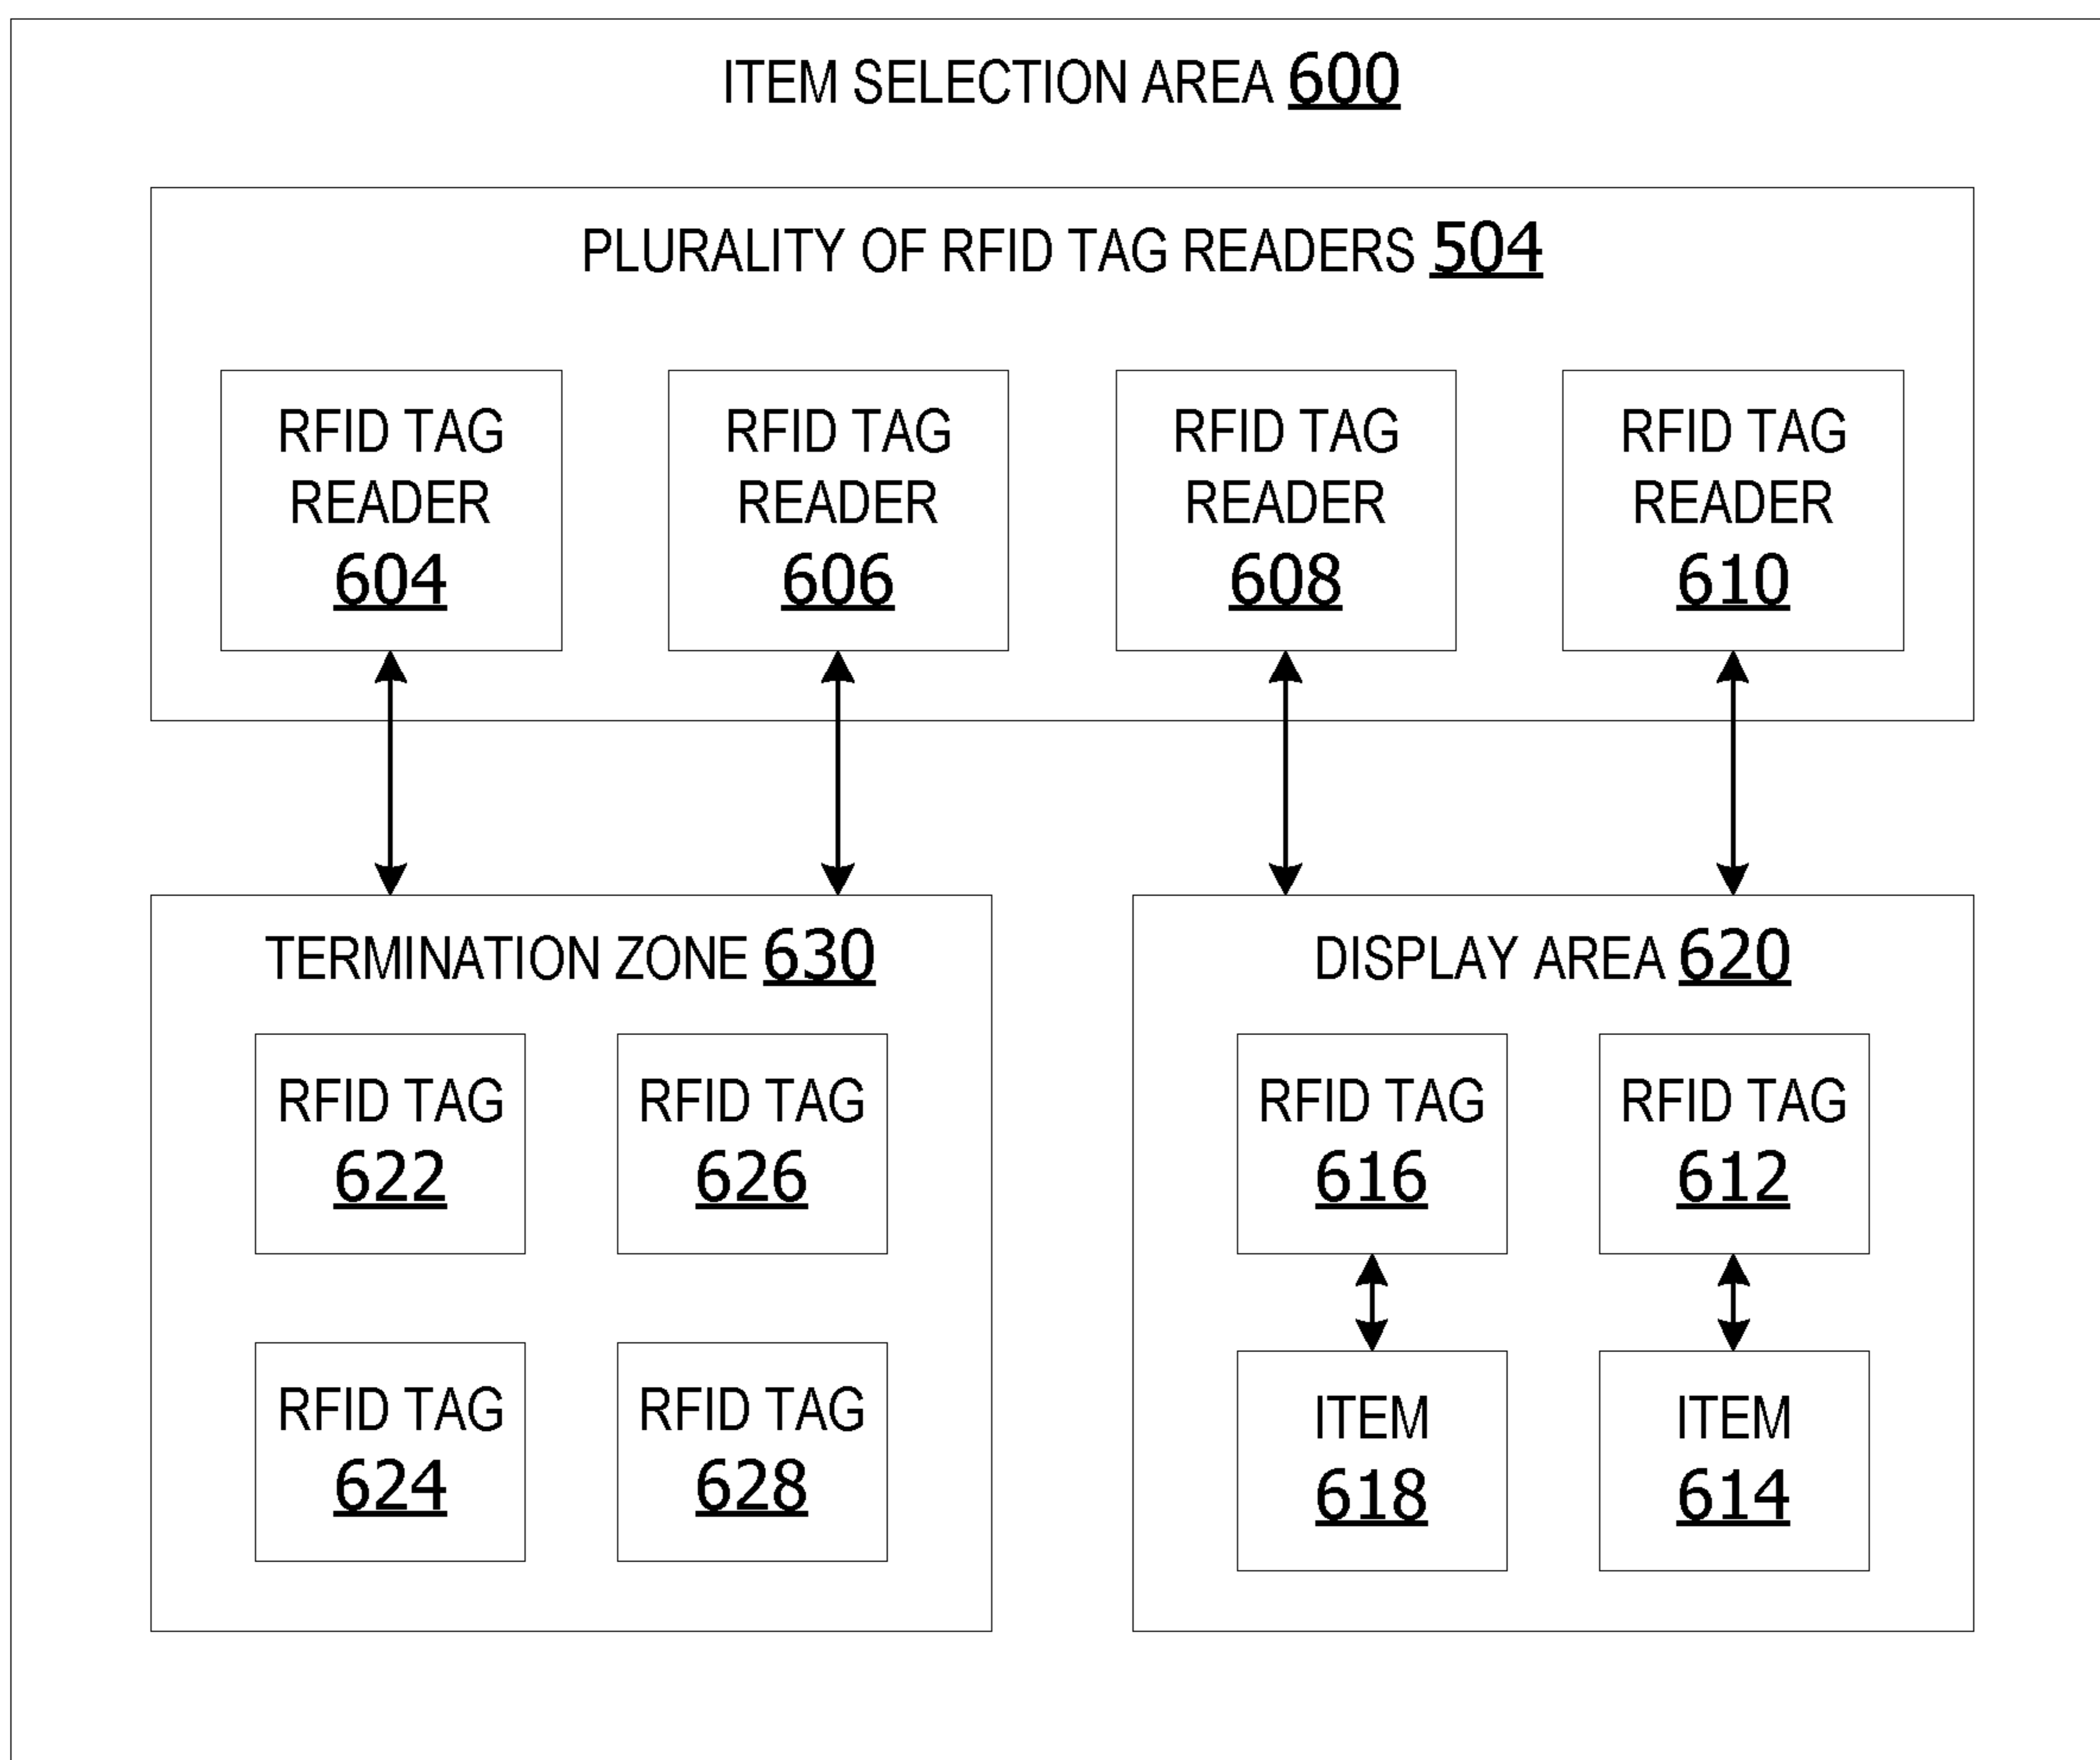 ITEM SELECTION AREA 600
PLURALITY OF RFID TAG READERS 504
RFID TAG
READER
604
RFID TAG
READER
606
RFID TAG
READER
608
RFID TAG
READER
610
TERMINATION ZONE 630
RFID TAG
622
RFID TAG
626
RFID TAG
624
RFID TAG
628
DISPLAY AREA 620
RFID TAG
616
RFID TAG
612
ITEM
618
ITEM
614